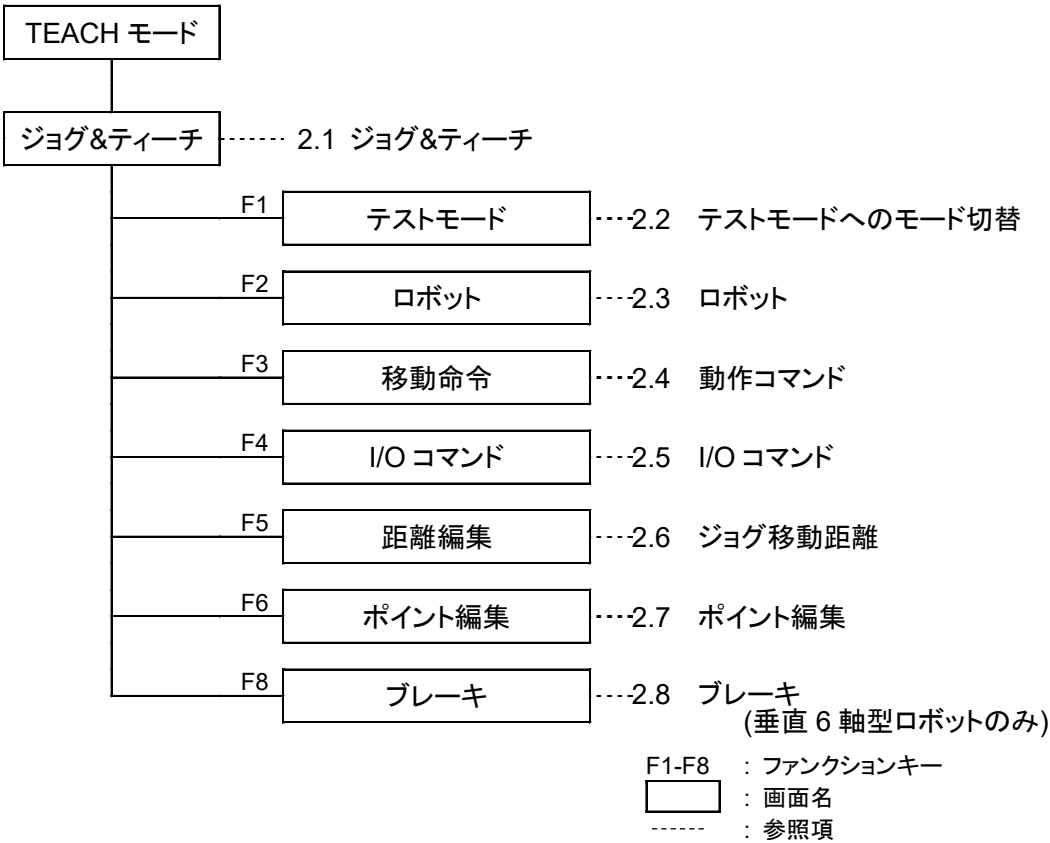 TEACH モード
ジョグ&ティーチ 2.1 ジョグ&ティーチ
F1 テストモード 2.2 テストモードへのモード切替
F2 ロボット 2.3 ロボット
F3 移動命令 2.4 動作コマンド
F4 I/O コマンド 2.5 I/O コマンド
F5 距離編集 2.6 ジョグ移動距離
F6 ポイント編集 2.7 ポイント編集
F8 ブレーキ 2.8 ブレーキ
(垂直 6 軸型ロボットのみ)
F1-F8 : ファンクションキー
: 画面名
: 参照項